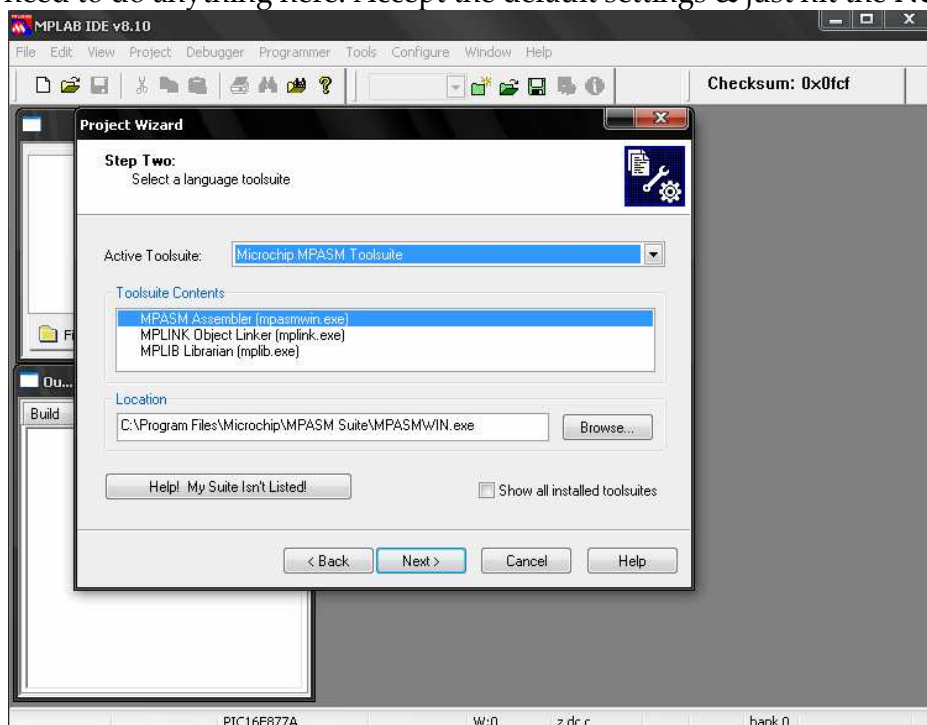 need to do anything here. Accept the default settings & just hit the
MPLAB IDE v8.10
File Edit View Project Debugger Programmer Tools Configure Window Help
Checksum: 0x0fcf
Project Wizard
Step Two:
Select a language toolsuite
Active Toolsuite: Microchip MPASM Toolsuite
Toolsuite Contents
MPASM Assembler (mpasmwin.exe)
MPLINK Object Linker (mplink.exe)
MPLIB Librarian (mplib.exe)
Fi
Ou...
Build
Location
C:\Program Files\Microchip\MPASM Suite\MPASMWIN.exe Browse...
Help! My Suite Isn't Listed! Show all installed toolsuites
< Back Next > Cancel Help
PIC16F877A W:0 z dc c bank 0